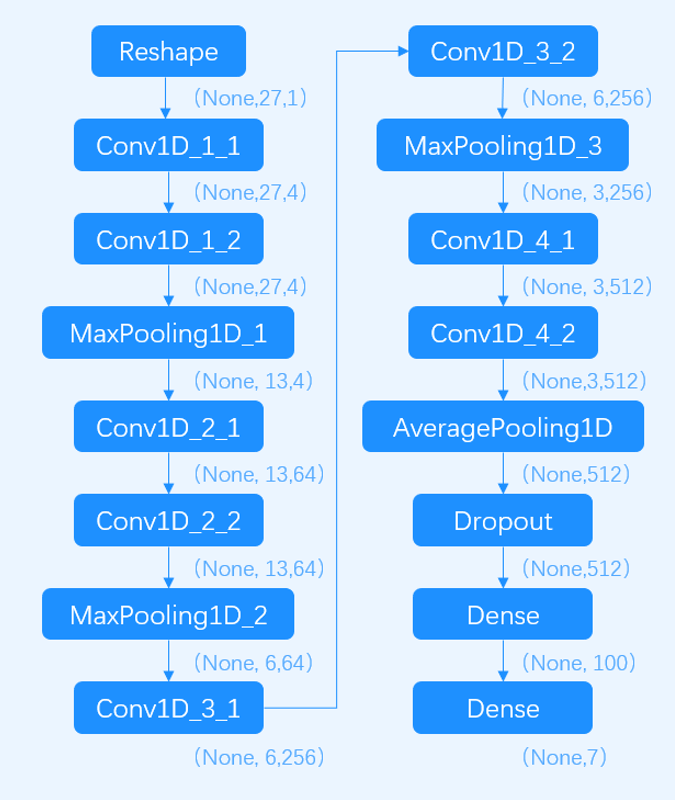 Reshape
(None,27,1)
Conv1D_1_1
(None,27,4)
Conv1D_1_2
(None,27,4)
MaxPooling1D_1
(None, 13,4)
Conv1D_2_1
(None, 13,64)
Conv1D_2_2
(None, 13,64)
MaxPooling1D_2
(None, 6,64)
Conv1D_3_1
(None, 6,256)
Conv1D_3_2
(None, 6,256)
MaxPooling1D_3
(None, 3,256)
Conv1D_4_1
(None, 3,512)
Conv1D_4_2
(None,3,512)
AveragePooling1D
(None,512)
Dropout
(None,512)
Dense
(None, 100)
Dense
(None,7)